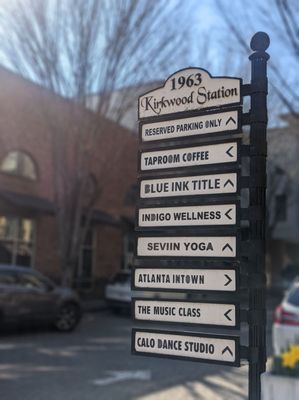 1963
Kirkwood Station
RESERVED PARKING ONLY
TAPROOM COFFEE
BLUE INK TITLE
INDIGO WELLNESS
SEVIIN YOGA
ATLANTA INTOWN
THE MUSIC CLASS
CALO DANCE STUDIO